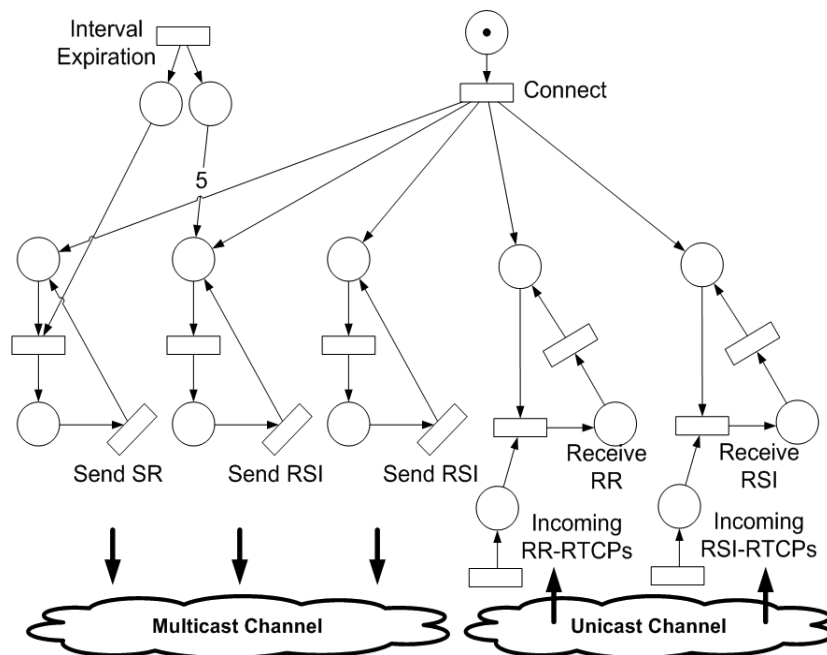 Interval
Expiration
Connect
5
Send SR
Send RSI
Send RSI
Receive
RR
Receive
RSI
Incoming
RR-RTCPs
Incoming
RSI-RTCPs
Multicast Channel
Unicast Channel